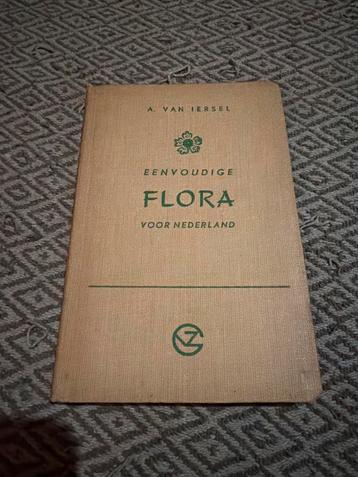 A. VAN IERSEL
EENVOUDIGE
FLORA
VOOR NEDERLAND